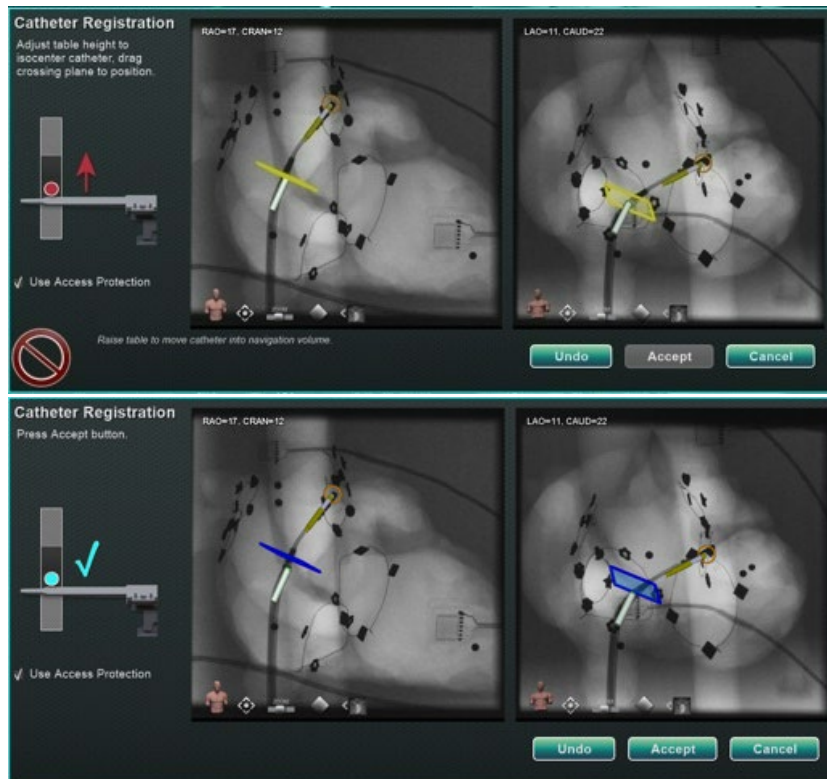 Catheter Registration
Adjust table height to
isocenter catheter, drag
crossing plane to position.
RAO=17, CRAN=12
LAO=11, CAUD=22
Use Access Protection
Raise table to move catheter into navigation volume.
Undo
Accept
Cancel
Catheter Registration
Press Accept button.
RAO=17, CRAN=12
LAO=11, CAUD=22
Use Access Protection
Undo
Accept
Cancel